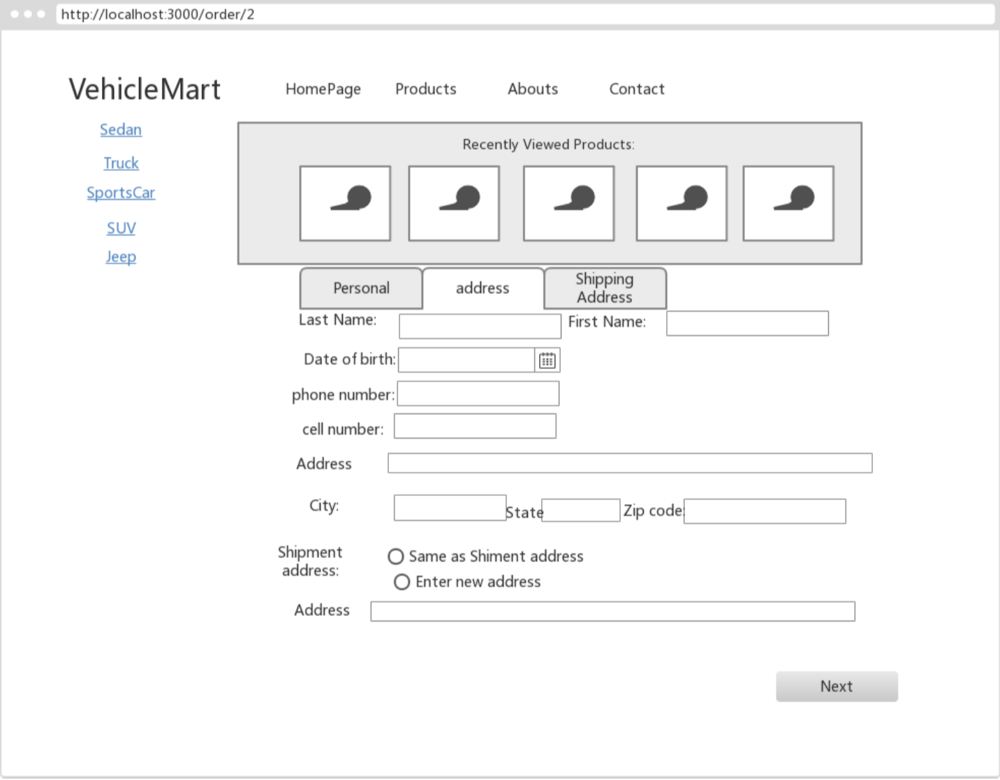 http://localhost:3000/order/2
VehicleMart
HomePage
Products
Abouts
Contact
Sedan
Truck
SportsCar
SUV
Jeep
Recently Viewed Products:
Personal
address
Shipping
Address
Last Name:
First Name:
Date of birth:
phone number:
cell number:
Address
City:
State
Zip code:
Shipment
address:
Same as Shiment address
Enter new address
Address
Next